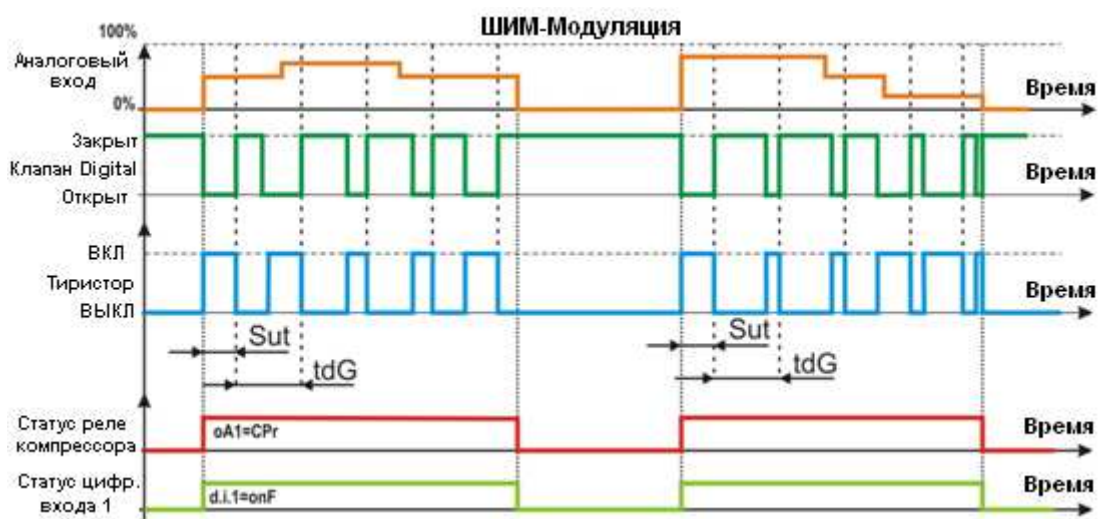 ШИМ-Модуляция
100%
Аналоговый
вход
0%
Время
Закрыт
Клапан Digital
Открыт
Время
ВКЛ
Тиристор
ВЫКЛ
Время
Sut
tdG
Sut
tdG
Статус реле
компрессора
oA1=CPr
Время
Статус цифр.
входа 1
d.i.1=onF
Время